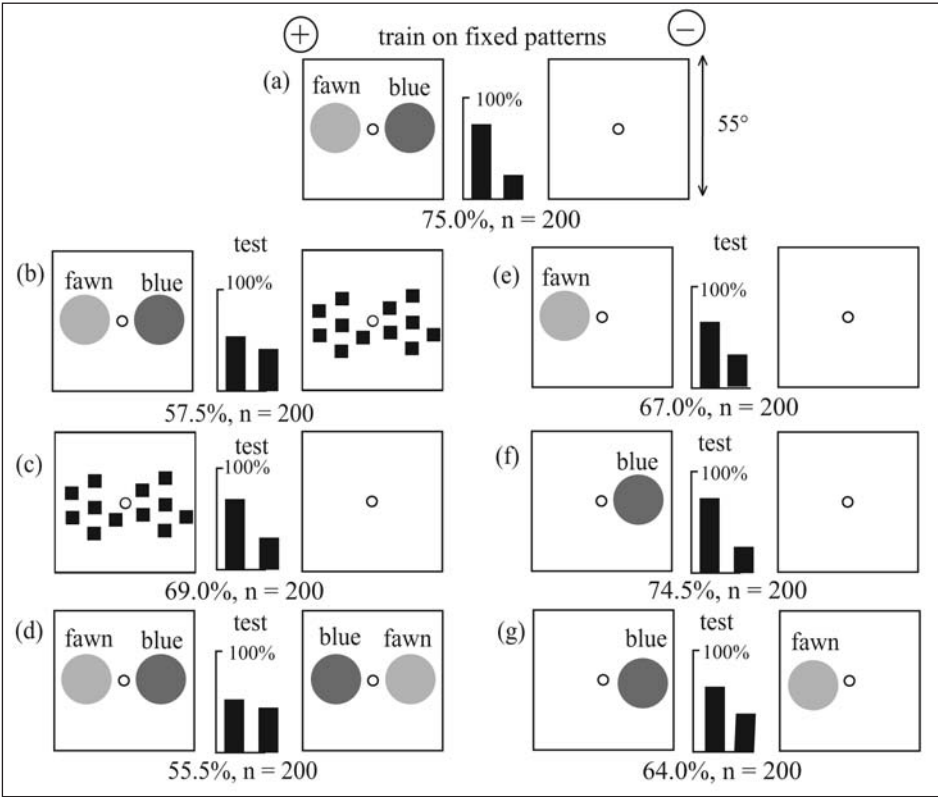 + train on fixed patterns −
(a) fawn blue 100% 55°
75.0%, n = 200
(b) test
fawn blue 100%
57.5%, n = 200
(c) test
100%
69.0%, n = 200
(d) test
fawn blue 100% blue fawn
55.5%, n = 200
(e) test
fawn 100%
67.0%, n = 200
(f) test
blue 100%
74.5%, n = 200
(g) test
blue 100% fawn
64.0%, n = 200